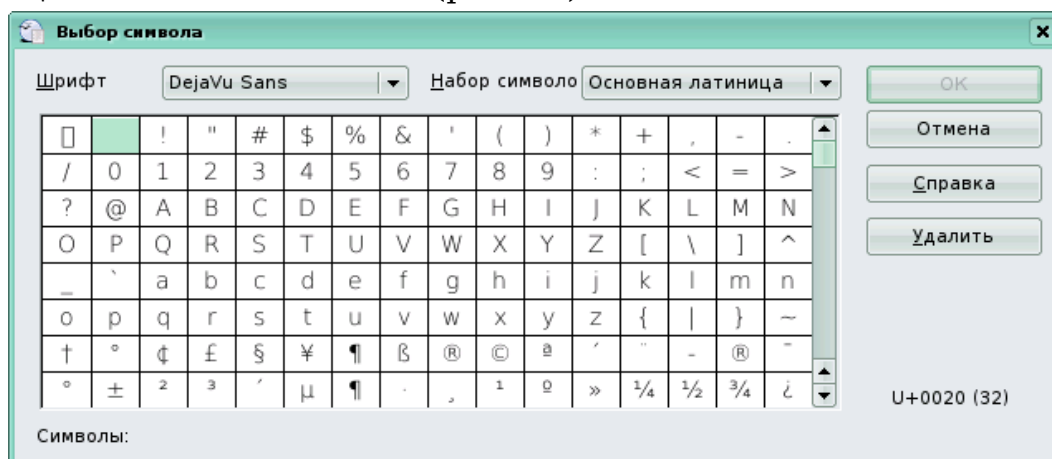 Выбор символа
Шрифт DejaVu Sans Набор символо Основная латиница OK
Отмена
Справка
Удалить
! " # $ % & ' ( ) * + , - .
/ 0 1 2 3 4 5 6 7 8 9 : ; < = >
? @ A B C D E F G H I J K L M N
O P Q R S T U V W X Y Z [ \ ] ^
_ ` a b c d e f g h i j k l m n
o p q r s t u v w x y z { | } ~
† ° ¢ £ § ¥ ¶ ß ® © ª ´ ¨ - ® ¯
° ± ² ³ ´ µ ¶ · ¸ ¹ º » ¼ ½ ¾ ¿
U+0020 (32)
Символы: